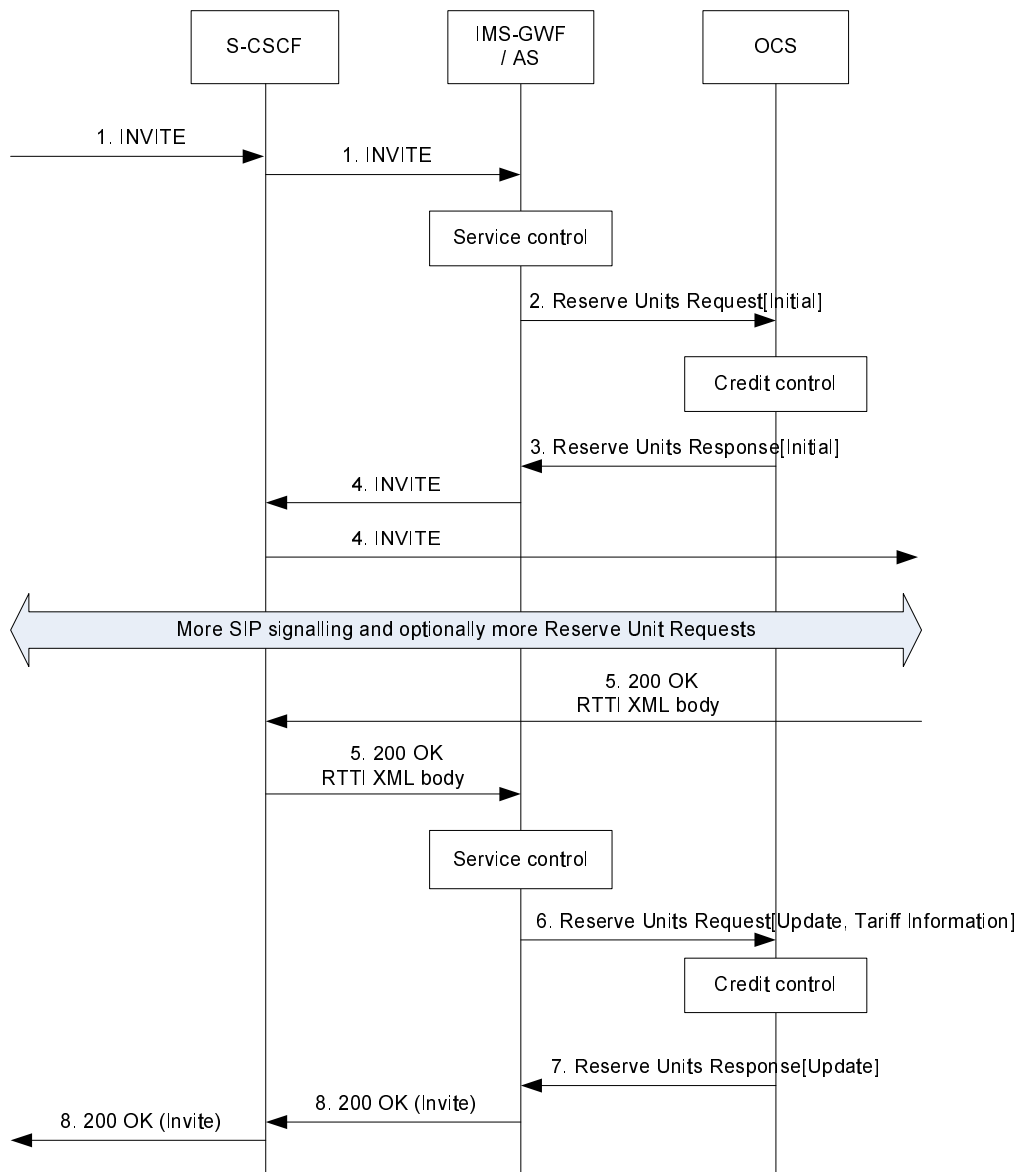 S-CSCF
IMS-GWF
/ AS
OCS
1. INVITE
1. INVITE
Service control
2. Reserve Units Request[Initial]
Credit control
3. Reserve Units Response[Initial]
4. INVITE
4. INVITE
More SIP signalling and optionally more Reserve Unit Requests
5. 200 OK
RTTI XML body
5. 200 OK
RTTI XML body
Service control
6. Reserve Units Request[Update, Tariff Information]
Credit control
7. Reserve Units Response[Update]
8. 200 OK (Invite)
8. 200 OK (Invite)